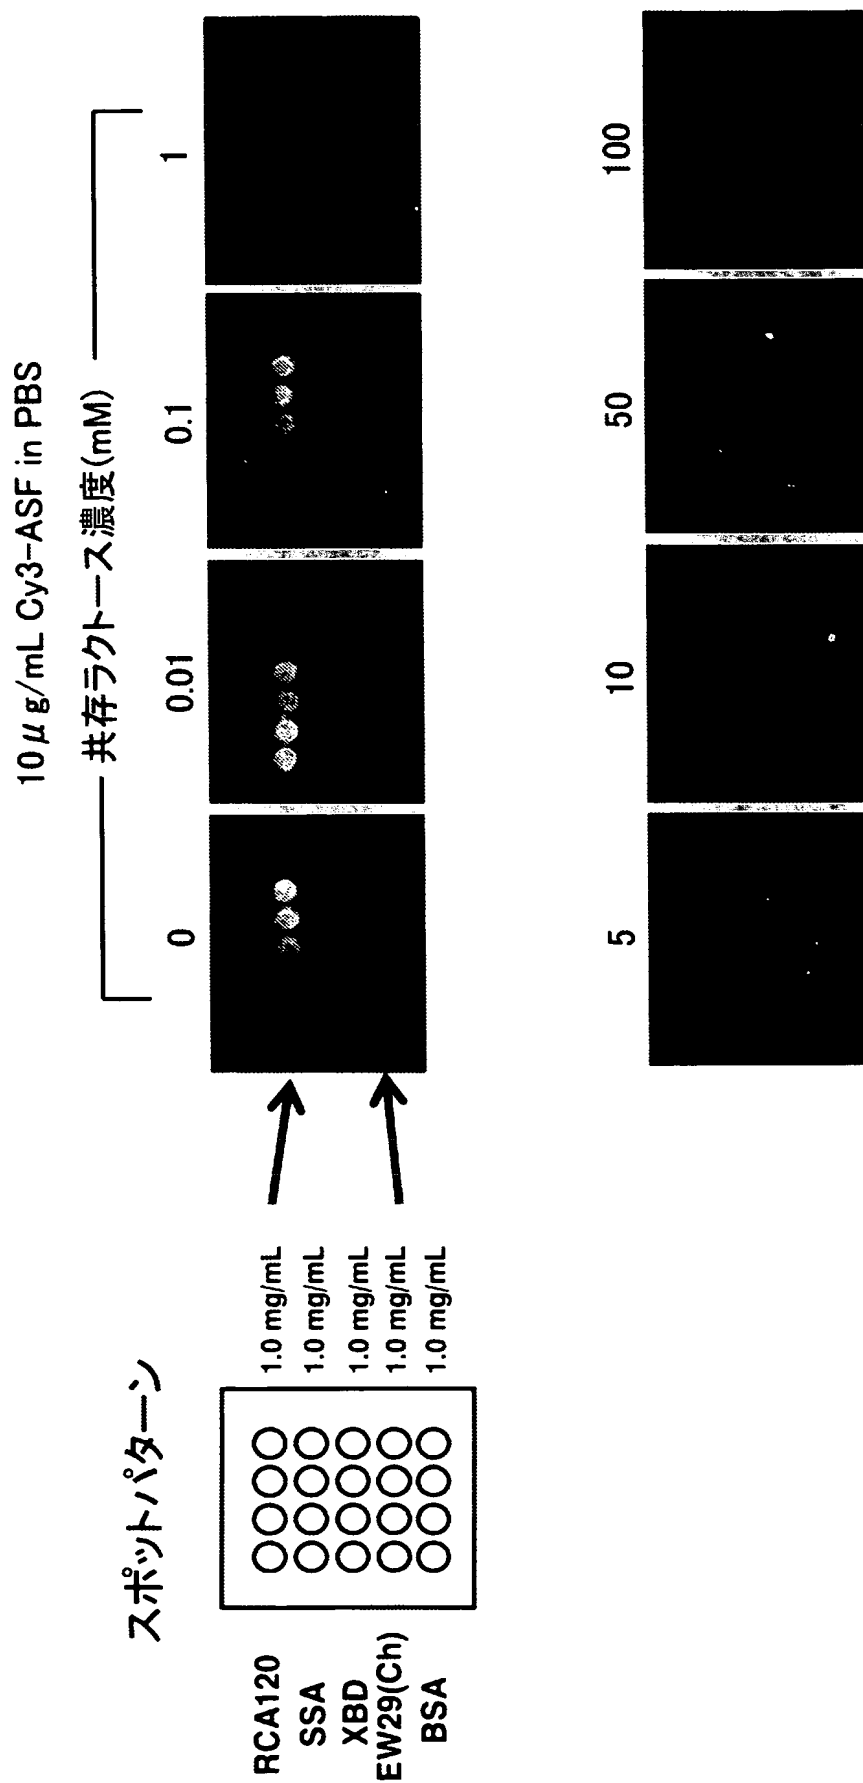 10μg/mL Cy3-ASF in PBS
共存ラクトース濃度(mM)
0 0.01 0.1 1
スポットパターン
RCA120 1.0 mg/mL
SSA 1.0 mg/mL
XBD 1.0 mg/mL
EW29(Ch) 1.0 mg/mL
BSA 1.0 mg/mL
5 10 50 100